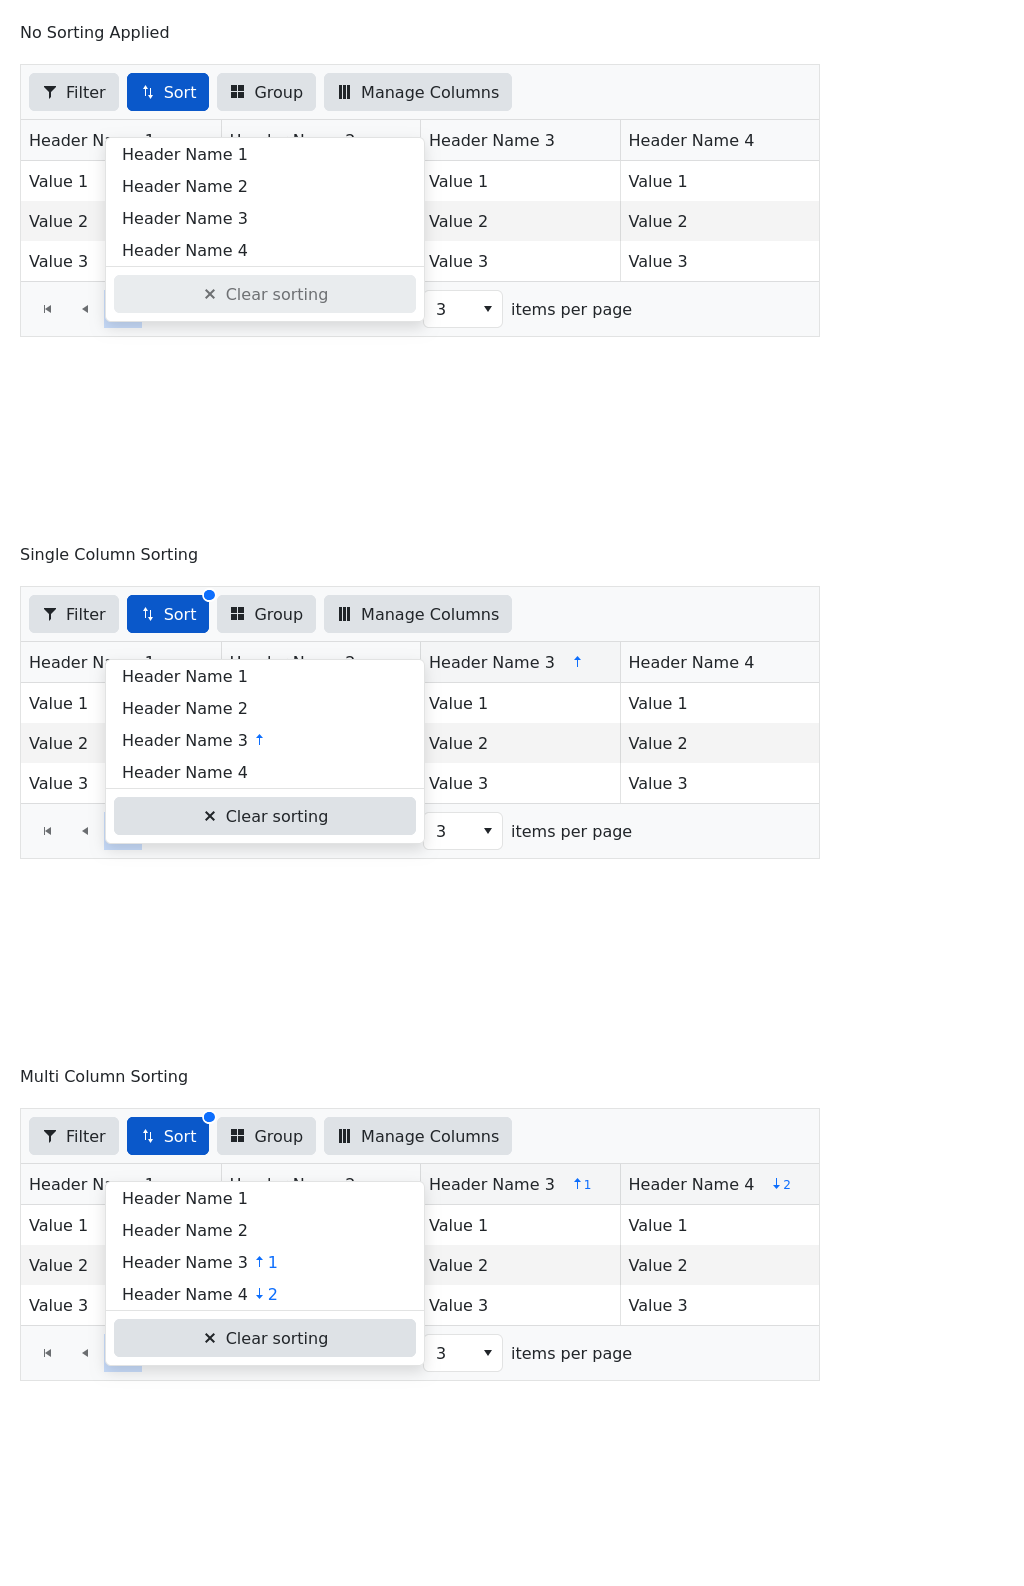 No Sorting Applied
Filter Sort Group Manage Columns
Header Header Name 3 Header Name 4
Header Name 1
Header Name 2
Header Name 3
Header Name 4
Value 1 Value 1 Value 1
Value 2 Value 2 Value 2
Value 3 Value 3 Value 3
Clear sorting
3 items per page
Single Column Sorting
Filter Sort Group Manage Columns
Header Header Name 3 Header Name 4
Header Name 1
Header Name 2
Header Name 3
Header Name 4
Value 1 Value 1 Value 1
Value 2 Value 2 Value 2
Value 3 Value 3 Value 3
Clear sorting
3 items per page
Multi Column Sorting
Filter Sort Group Manage Columns
Header Header Name 3 1 Header Name 4 2
Header Name 1
Header Name 2
Header Name 3 1
Header Name 4 2
Value 1 Value 1 Value 1
Value 2 Value 2 Value 2
Value 3 Value 3 Value 3
Clear sorting
3 items per page